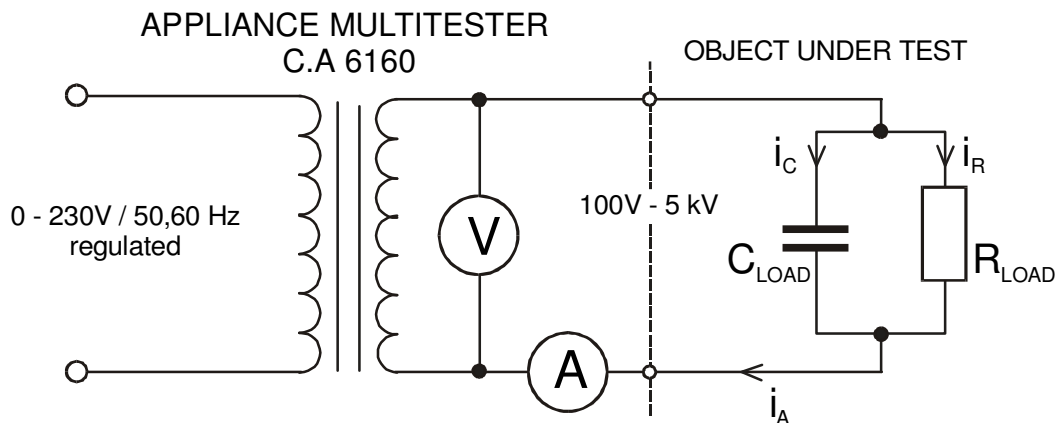 APPLIANCE MULTITESTER
C.A 6160
OBJECT UNDER TEST
0 - 230V / 50,60 Hz
regulated
V
A
100V - 5 kV
iC
iR
CLOAD
RLOAD
iA